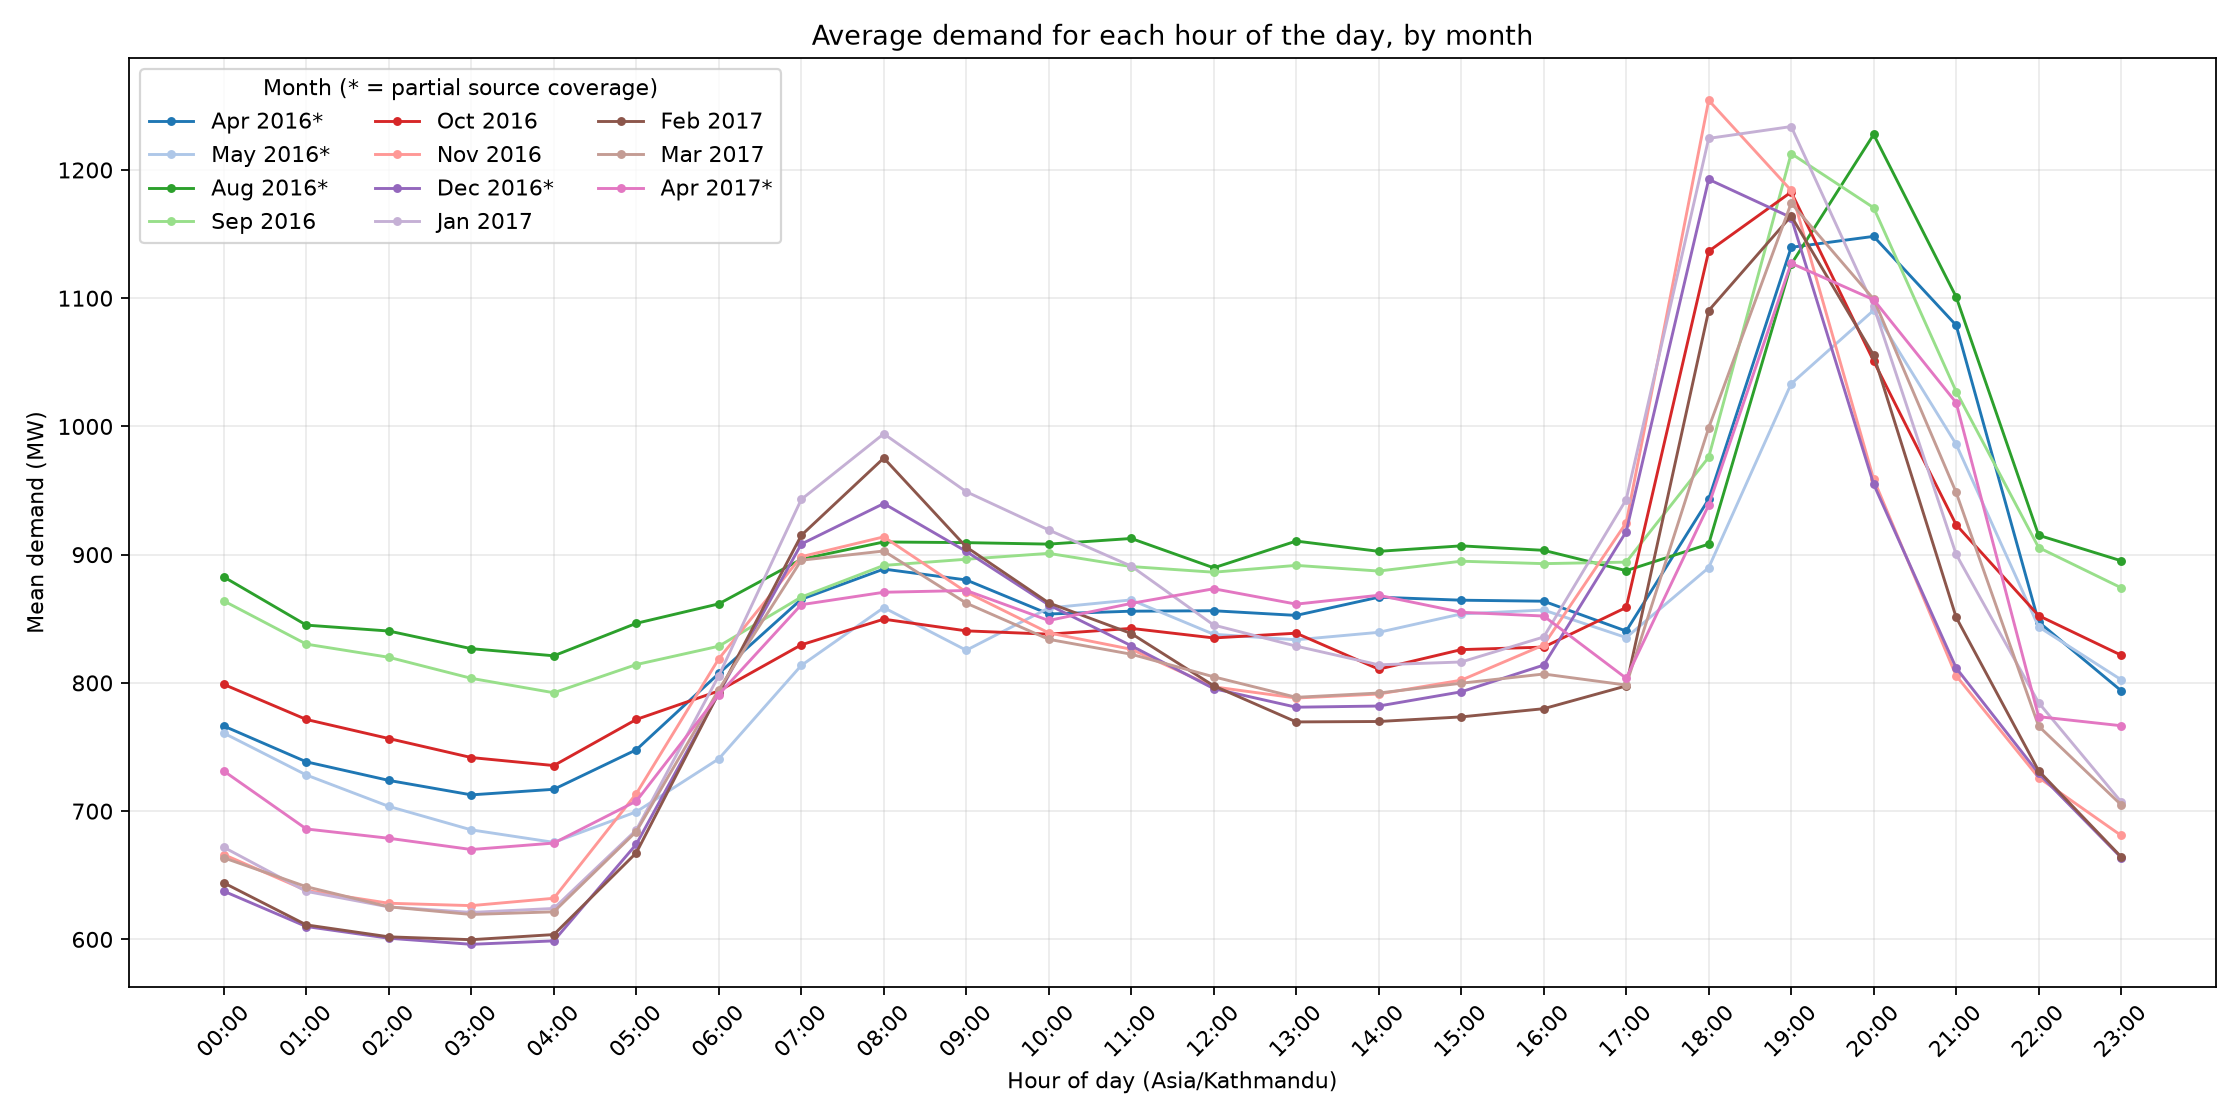 Average demand for each hour of the day, by month
Month (* = partial source coverage)
Apr 2016* Oct 2016 Feb 2017
May 2016* Nov 2016 Mar 2017
Aug 2016* Dec 2016* Apr 2017*
Sep 2016 Jan 2017
Mean demand (MW)
1200
1100
1000
900
800
700
600
00:00 01:00 02:00 03:00 04:00 05:00 06:00 07:00 08:00 09:00 10:00 11:00 12:00 13:00 14:00 15:00 16:00 17:00 18:00 19:00 20:00 21:00 22:00 23:00
Hour of day (Asia/Kathmandu)